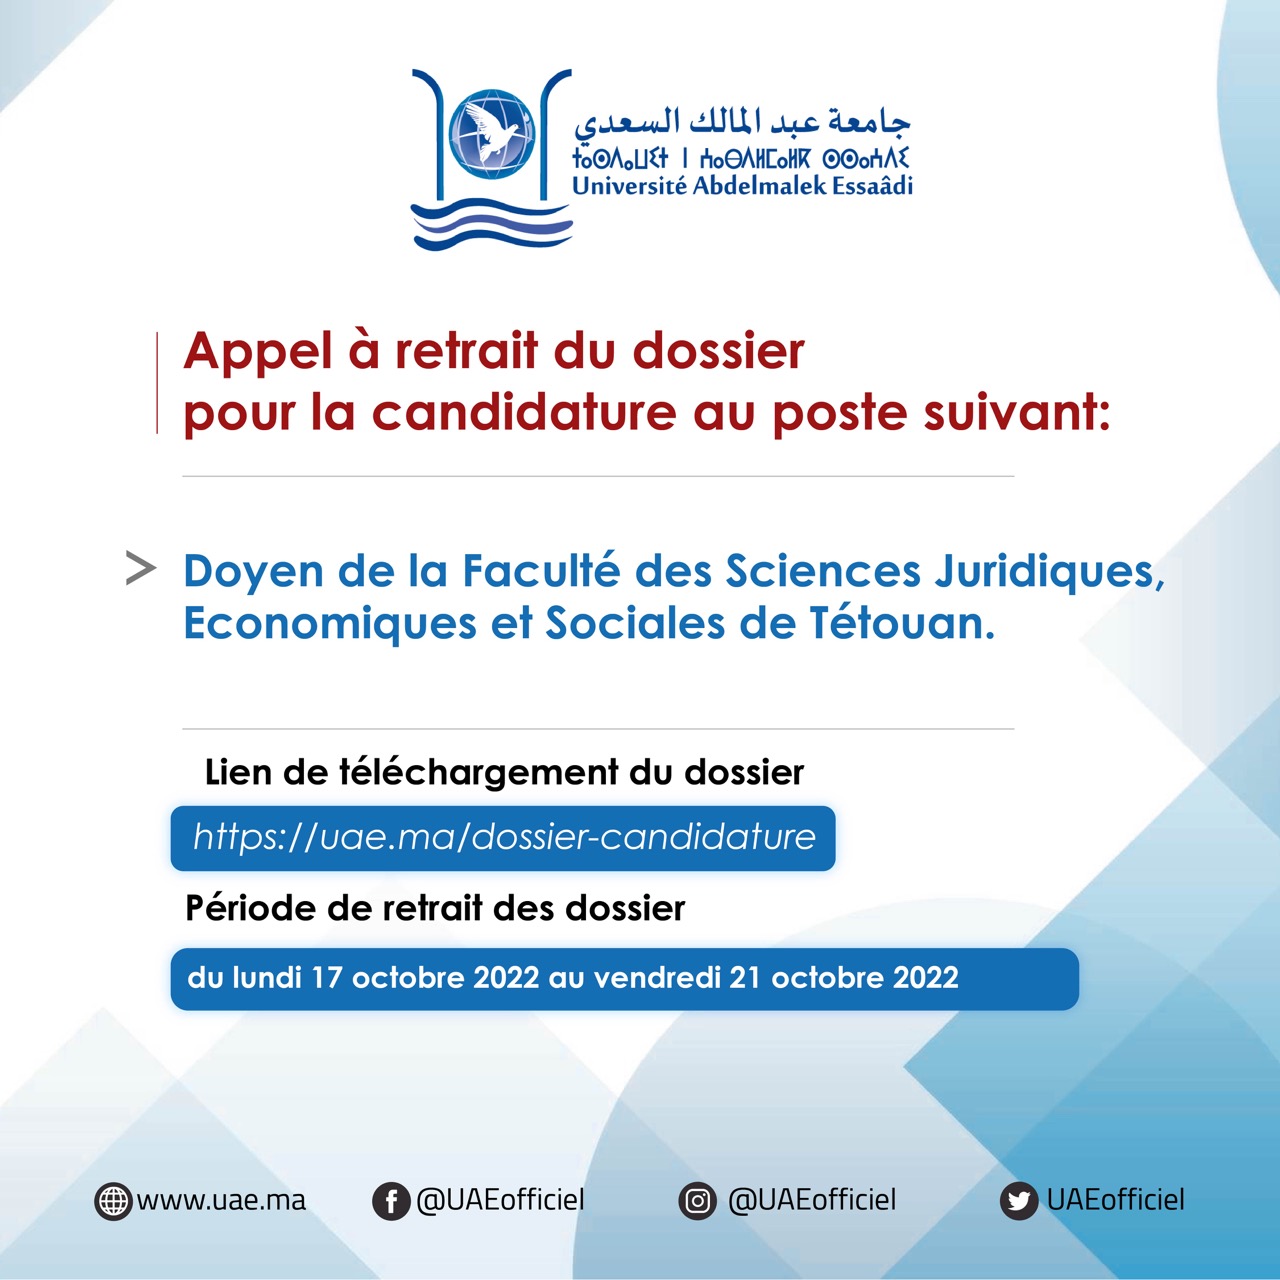 جامعة عبد المالك السعدي
ⵜⴰⵙⴷⴰⵡⵉⵜ ⵏ ⵄⴰⴱⴷⵍⵎⴰⵍⴽ ⵙⵙⴰⵄⴷⵉ
Université Abdelmalek Essaâdi
Appel à retrait du dossier
pour la candidature au poste suivant:
> Doyen de la Faculté des Sciences Juridiques,
Economiques et Sociales de Tétouan.
Lien de téléchargement du dossier
https://uae.ma/dossier-candidature
Période de retrait des dossier
du lundi 17 octobre 2022 au vendredi 21 octobre 2022
www.uae.ma @UAEofficiel @UAEofficiel UAEofficiel